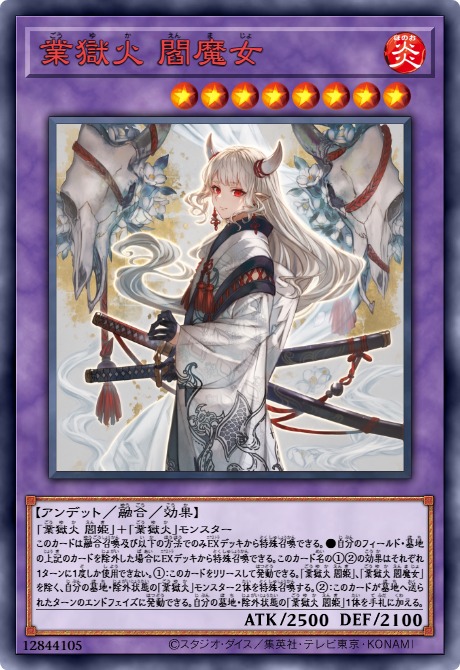 業獄火 閻魔女
炎
【アンデット／融合／効果】
「業獄火 閻姫」＋「業獄火」モンスター
このカードは融合召喚及び以下の方法でのみEXデッキから特殊召喚できる。●自分のフィールド・墓地
の上記のカードを除外した場合にEXデッキから特殊召喚できる。このカード名の①②の効果はそれぞれ
1ターンに1度しか使用できない。①：このカードをリリースして発動できる。「業獄火 閻姫」、「業獄火 閻魔女」
を除く、自分の墓地・除外状態の「業獄火」モンスター2体を特殊召喚する。②：このカードが墓地へ送ら
れたターンのエンドフェイズに発動できる。自分の墓地・除外状態の「業獄火 閻姫」1体を手札に加える。
ATK/2500 DEF/2100
12844105 ©スタジオ・ダイス／集英社・テレビ東京・KONAMI